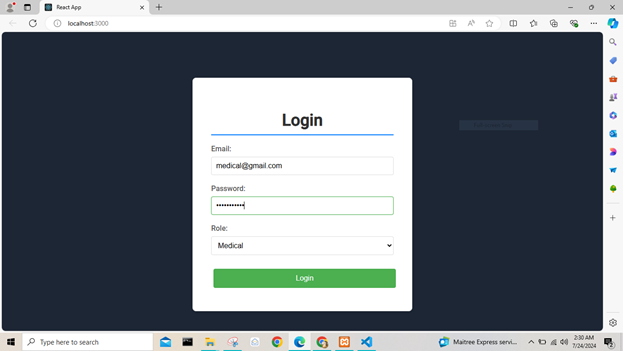 React App
localhost:3000
Login
Email:
medical@gmail.com
Password:
•••••••••••
Role:
Medical
Login
Type here to search
Maitree Express servi...
2:30 AM
7/24/2024